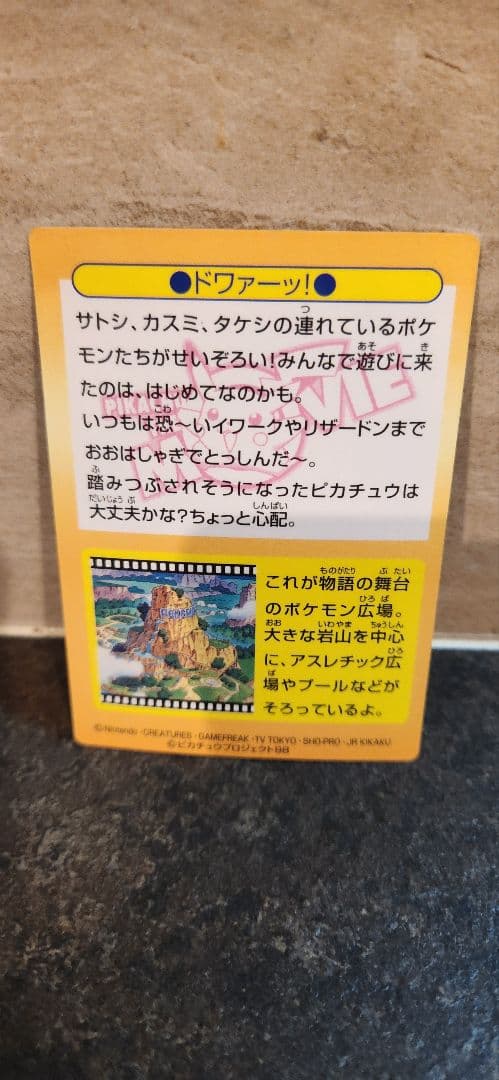 ●ドワァーッ!●
サトシ、カスミ、タケシの連れているポケ
モンたちがせいぞろい!みんなで遊びに来
たのは、はじめてなのかも。
いつもは恐〜いイワークやリザードンまで
おおはしゃぎでとっしんだ〜。
踏みつぶされそうになったピカチュウは
大丈夫かな?ちょっと心配。
PIKACHU
MOVIE
これが物語の舞台
のポケモン広場。
大きな岩山を中心
に、アスレチック広
場やプールなどが
そろっているよ。
©Nintendo・CREATURES・GAMEFREAK・TV TOKYO・SHO-PRO・JR KIKAKU
©ピカチュウプロジェクト98